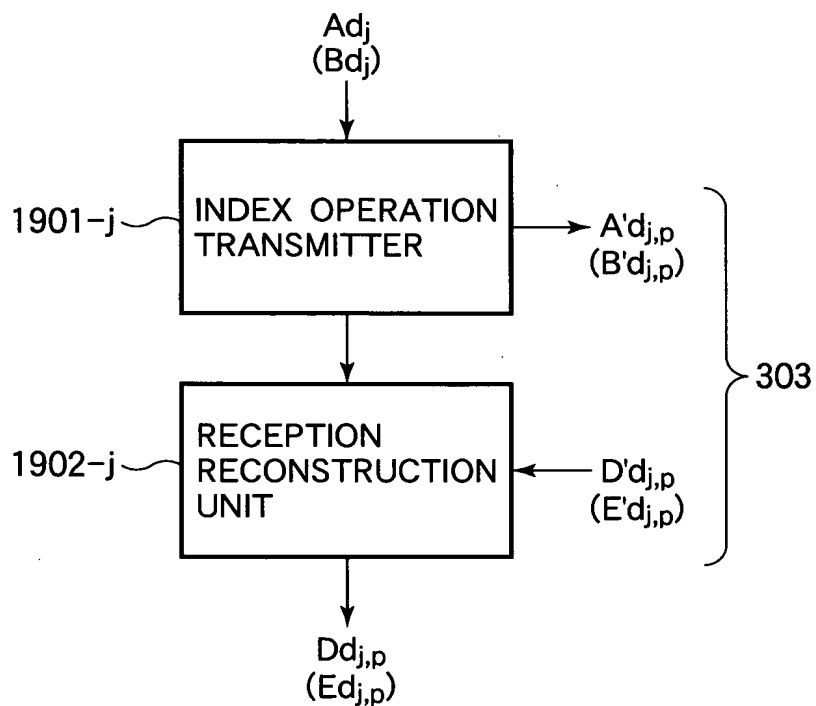 Adj
(Bdj)
1901-j
INDEX OPERATION
TRANSMITTER
A'dj,p
(B'dj,p)
303
1902-j
RECEPTION
RECONSTRUCTION
UNIT
D'dj,p
(E'dj,p)
Ddj,p
(Edj,p)